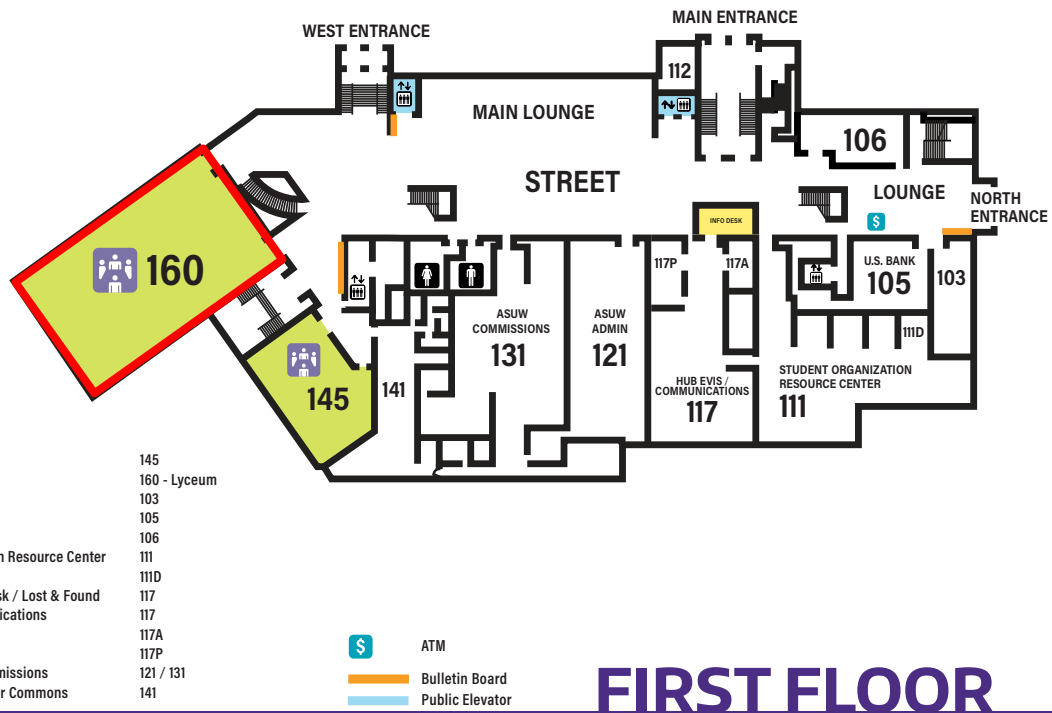 MAIN ENTRANCE
WEST ENTRANCE
112
MAIN LOUNGE
106
STREET
LOUNGE
NORTH
ENTRANCE
$
INFO DESK
160
117P
117A
U.S. BANK
105
103
ASUW
COMMISSIONS
131
ASUW
ADMIN
121
111D
HUB EVIS /
COMMUNICATIONS
117
STUDENT ORGANIZATION
RESOURCE CENTER
111
145
141
145
160 - Lyceum
103
105
106
n Resource Center 111
111D
sk / Lost & Found 117
ications 117
117A
117P
missions 121 / 131
r Commons 141
$ ATM
Bulletin Board
Public Elevator
FIRST FLOOR